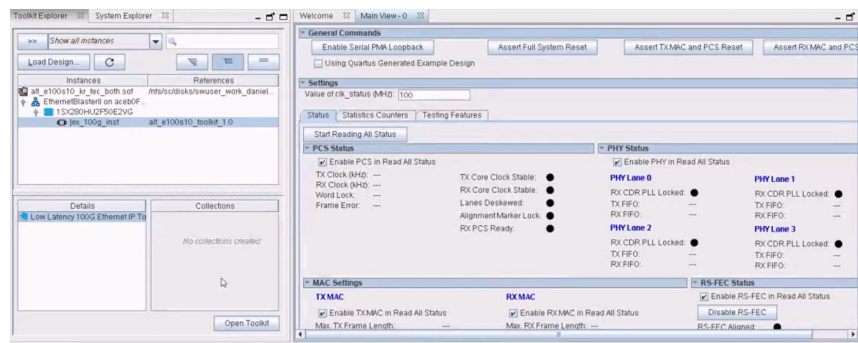 Toolkit Explorer
System Explorer
Welcome
Main View - 0
>>
Show all instances
Load Design...
Instances
References
alt_e100s10_kr_fec_both.sof
/nfs/sc/disks/swuser_work_daniel...
EthernetBlasterII on aceb0F...
1SX280HU2F50E2VG
|ex_100g_inst
alt_e100s10_toolkit_1.0
Details
Collections
Low Latency 100G Ethernet IP To
No collections created
Open Toolkit
General Commands
Enable Serial PMA Loopback
Assert Full System Reset
Assert TX MAC and PCS Reset
Assert RX MAC and PCS
Using Quartus Generated Example Design
Settings
Value of clk_status (MHz):
100
Status
Statistics Counters
Testing Features
Start Reading All Status
PCS Status
Enable PCS in Read All Status
TX Clock (kHz): ---
RX Clock (kHz): ---
Word Lock: ---
Frame Error: ---
TX Core Clock Stable:
RX Core Clock Stable:
Lanes Deskewed:
Alignment Marker Lock:
RX PCS Ready:
PHY Status
Enable PHY in Read All Status
PHY Lane 0
RX CDR PLL Locked:
TX FIFO: ---
RX FIFO: ---
PHY Lane 1
RX CDR PLL Locked:
TX FIFO: ---
RX FIFO: ---
PHY Lane 2
RX CDR PLL Locked:
TX FIFO: ---
RX FIFO: ---
PHY Lane 3
RX CDR PLL Locked:
TX FIFO: ---
RX FIFO: ---
MAC Settings
TX MAC
Enable TX MAC in Read All Status
Max. TX Frame Length: ---
RX MAC
Enable RX MAC in Read All Status
Max. RX Frame Length: ---
RS-FEC Status
Enable RS-FEC in Read All Status
Disable RS-FEC
RS-FEC Aligned: